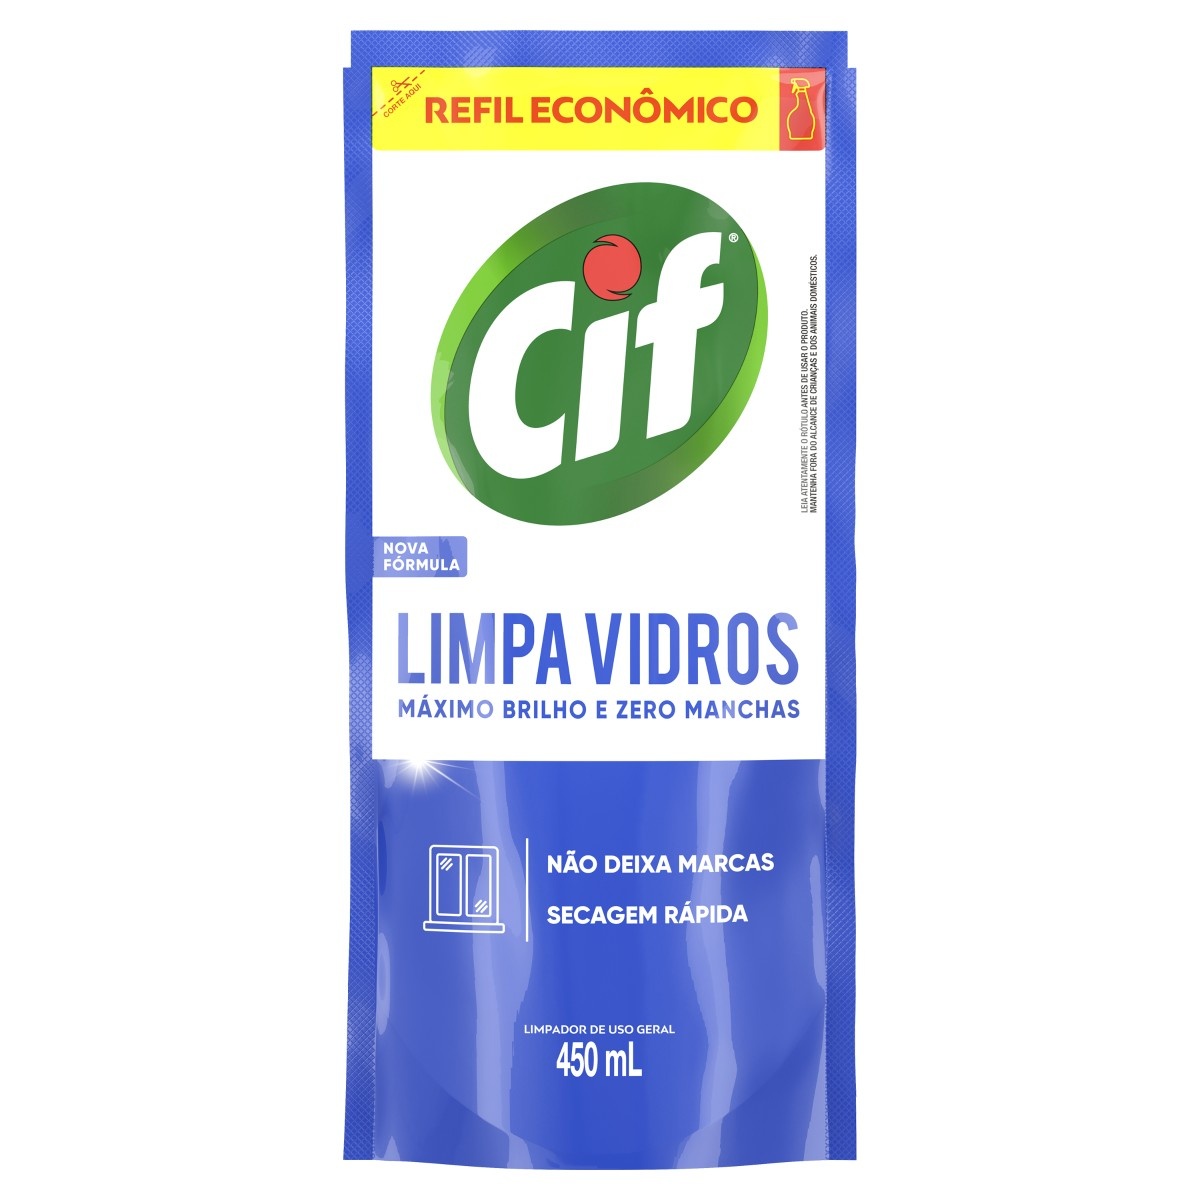 CORTE AQUI
REFIL ECONÔMICO
Cif®
LEIA ATENTAMENTE O RÓTULO ANTES DE USAR O PRODUTO.
MANTENHA FORA DO ALCANCE DE CRIANÇAS E DOS ANIMAIS DOMÉSTICOS.
NOVA
FÓRMULA
LIMPA VIDROS
MÁXIMO BRILHO E ZERO MANCHAS
NÃO DEIXA MARCAS
SECAGEM RÁPIDA
LIMPADOR DE USO GERAL
450 mL